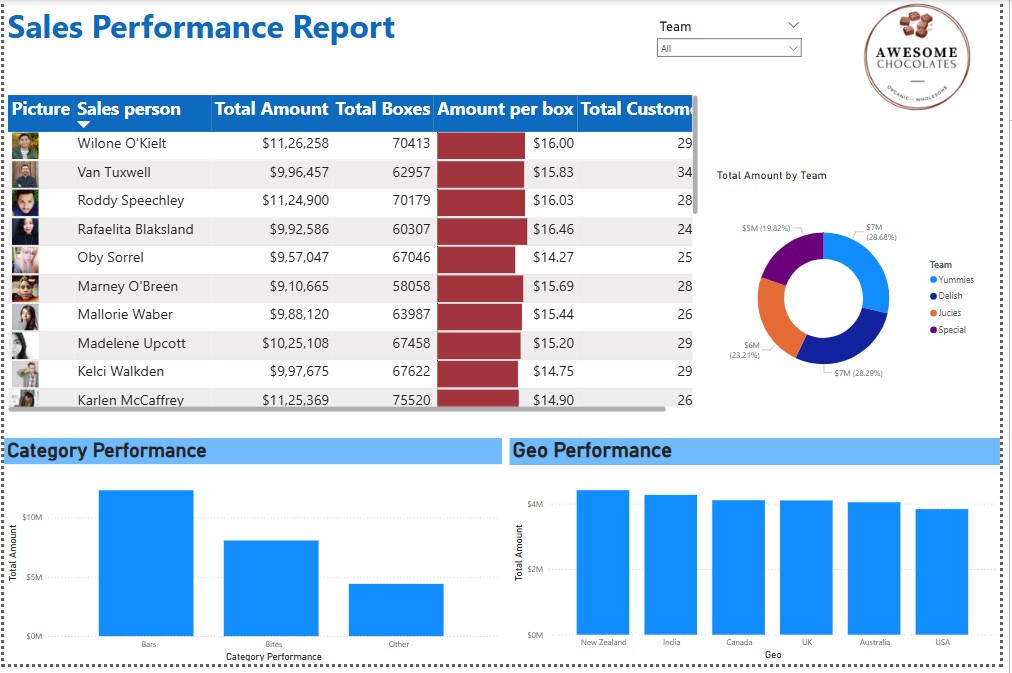 Sales Performance Report
Team
All
AWESOME
CHOCOLATES
ORGANIC - WHOLESOME
Picture Sales person Total Amount Total Boxes Amount per box Total Custome
Wilone O'Kielt $11,26,258 70413 $16.00 29
Van Tuxwell $9,96,457 62957 $15.83 34
Roddy Speechley $11,24,900 70179 $16.03 28
Rafaelita Blaksland $9,92,586 60307 $16.46 24
Oby Sorrel $9,57,047 67046 $14.27 25
Marney O'Breen $9,10,665 58058 $15.69 28
Mallorie Waber $9,88,120 63987 $15.44 26
Madelene Upcott $10,25,108 67458 $15.20 29
Kelci Walkden $9,97,675 67622 $14.75 29
Karlen McCaffrey $11,25,369 75520 $14.90 26
Total Amount by Team
$5M (19.82%)
$7M
(28.68%)
$6M
(23.21%)
$7M (28.29%)
Team
Yummies
Delish
Jucies
Special
Category Performance
Total Amount
$10M
$5M
$0M
Bars Bites Other
Category Performance
Geo Performance
Total Amount
$4M
$2M
$0M
New Zealand India Canada UK Australia USA
Geo